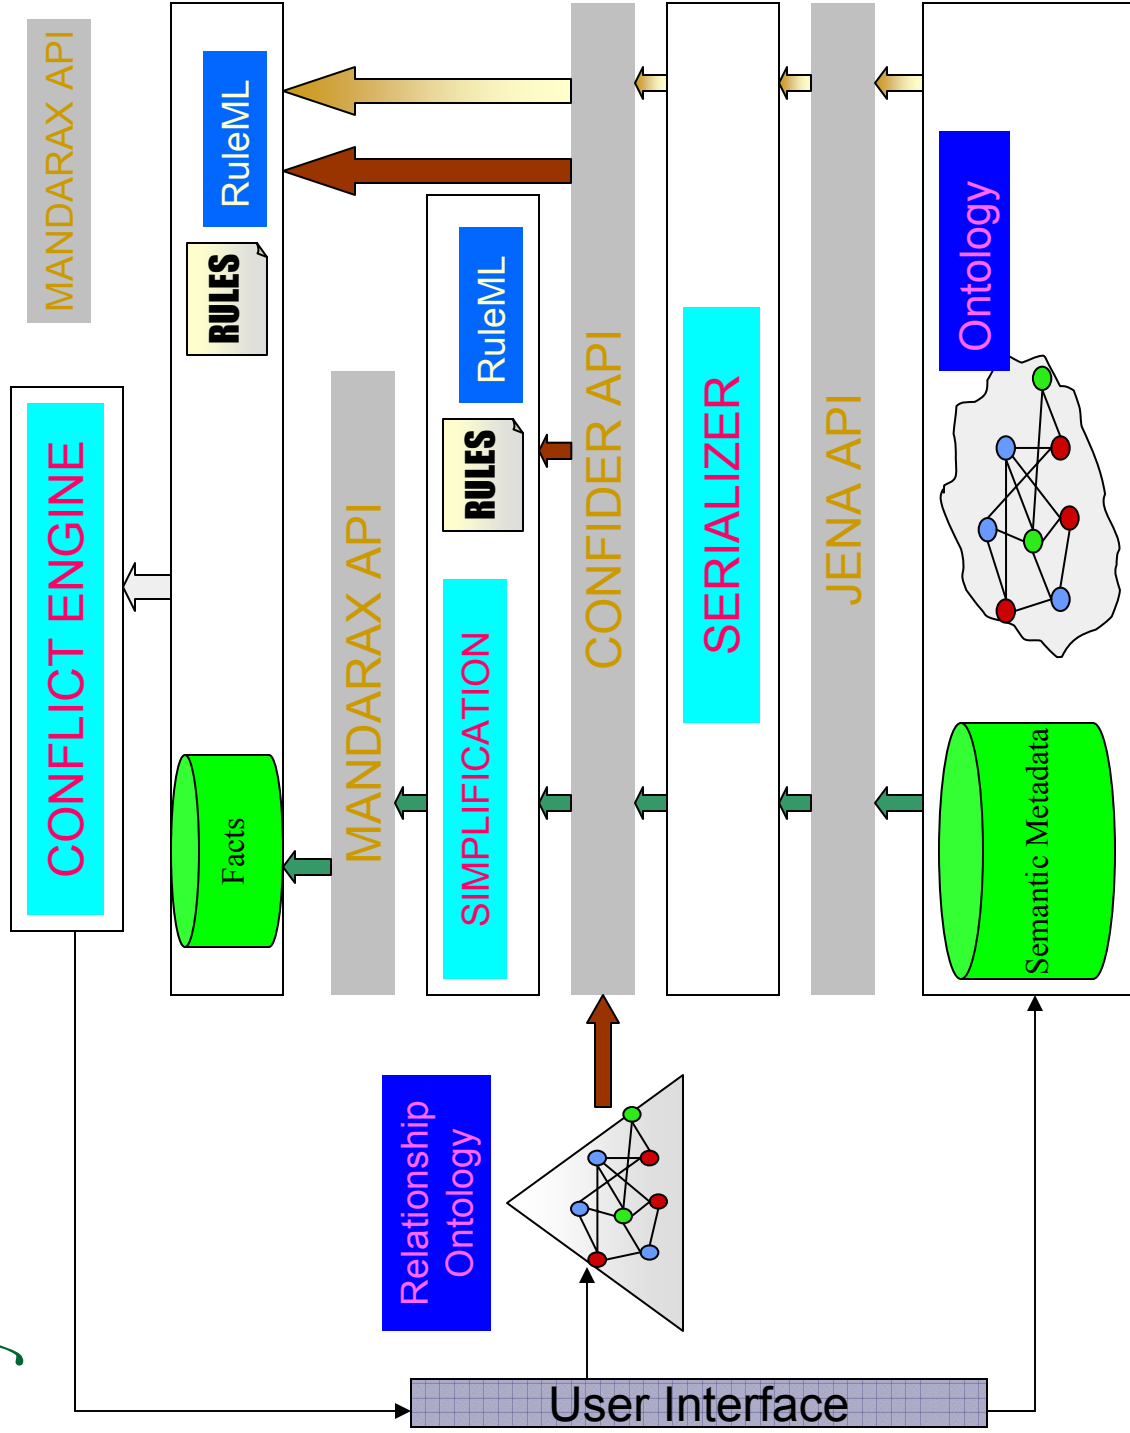 MANDARAX API
CONFLICT ENGINE
RuleML
RULES
Facts
MANDARAX API
RuleML
RULES
SIMPLIFICATION
CONFIDER API
SERIALIZER
JENA API
Ontology
Semantic Metadata
Relationship
Ontology
User Interface